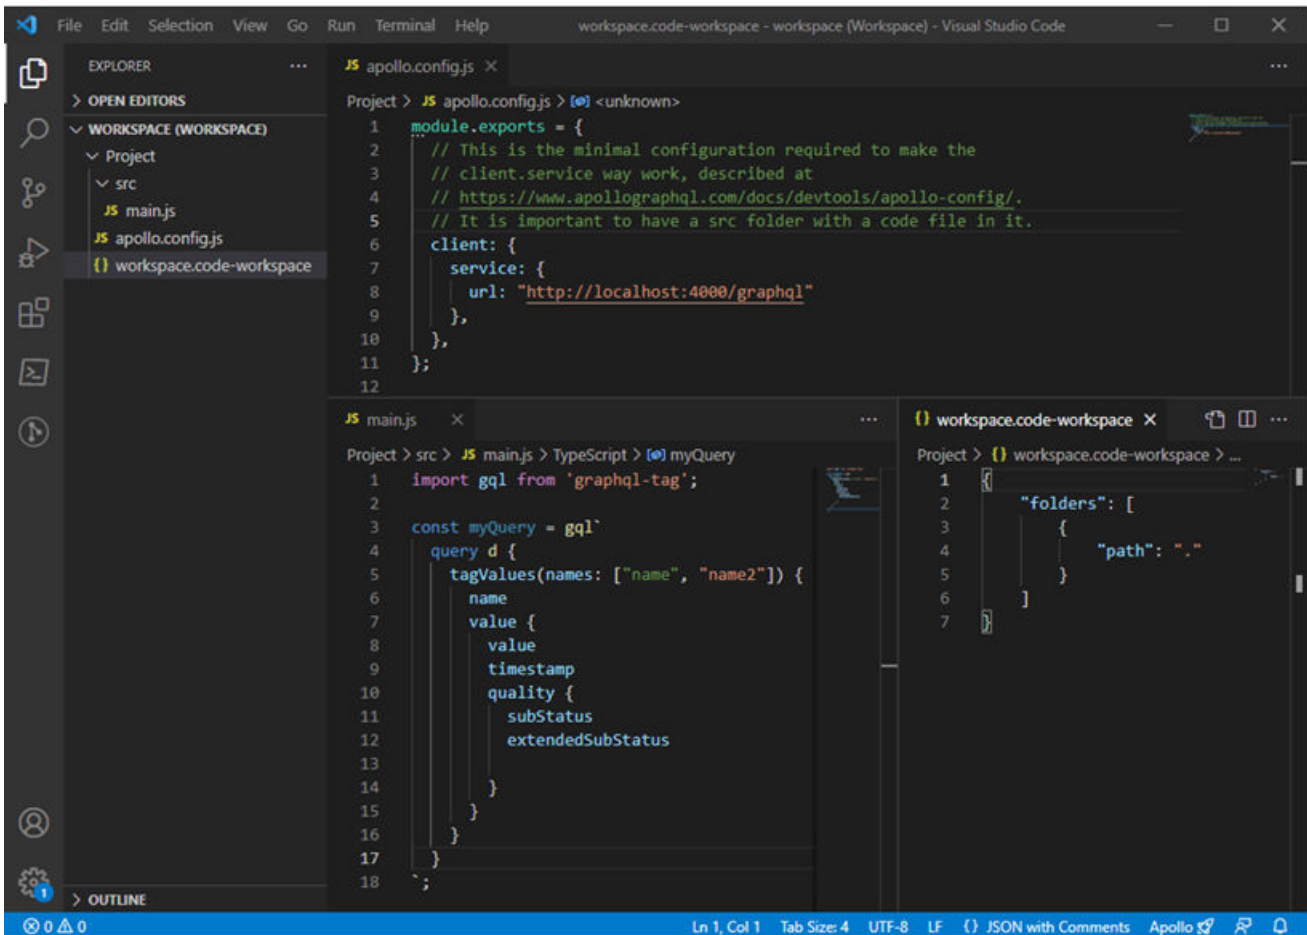 File Edit Selection View Go Run Terminal Help workspace.code-workspace - workspace (Workspace) - Visual Studio Code
EXPLORER
OPEN EDITORS
WORKSPACE (WORKSPACE)
Project
src
JS main.js
JS apollo.config.js
{} workspace.code-workspace
OUTLINE
JS apollo.config.js
Project > JS apollo.config.js > <unknown>
1 module.exports = {
2 // This is the minimal configuration required to make the
3 // client.service way work, described at
4 // https://www.apollographql.com/docs/devtools/apollo-config/.
5 // It is important to have a src folder with a code file in it.
6 client: {
7 service: {
8 url: "http://localhost:4000/graphql"
9 },
10 },
11 };
12
JS main.js
Project > src > JS main.js > TypeScript > myQuery
1 import gql from 'graphql-tag';
2
3 const myQuery = gql`
4 query d {
5 tagValues(names: ["name", "name2"]) {
6 name
7 value {
8 value
9 timestamp
10 quality {
11 subStatus
12 extendedSubStatus
13
14 }
15 }
16 }
17 }
18 `;
{} workspace.code-workspace
Project > {} workspace.code-workspace > ...
1 {
2 "folders": [
3 {
4 "path": "."
5 }
6 ]
7 }
1
0 0 Ln 1, Col 1 Tab Size: 4 UTF-8 LF {} JSON with Comments Apollo